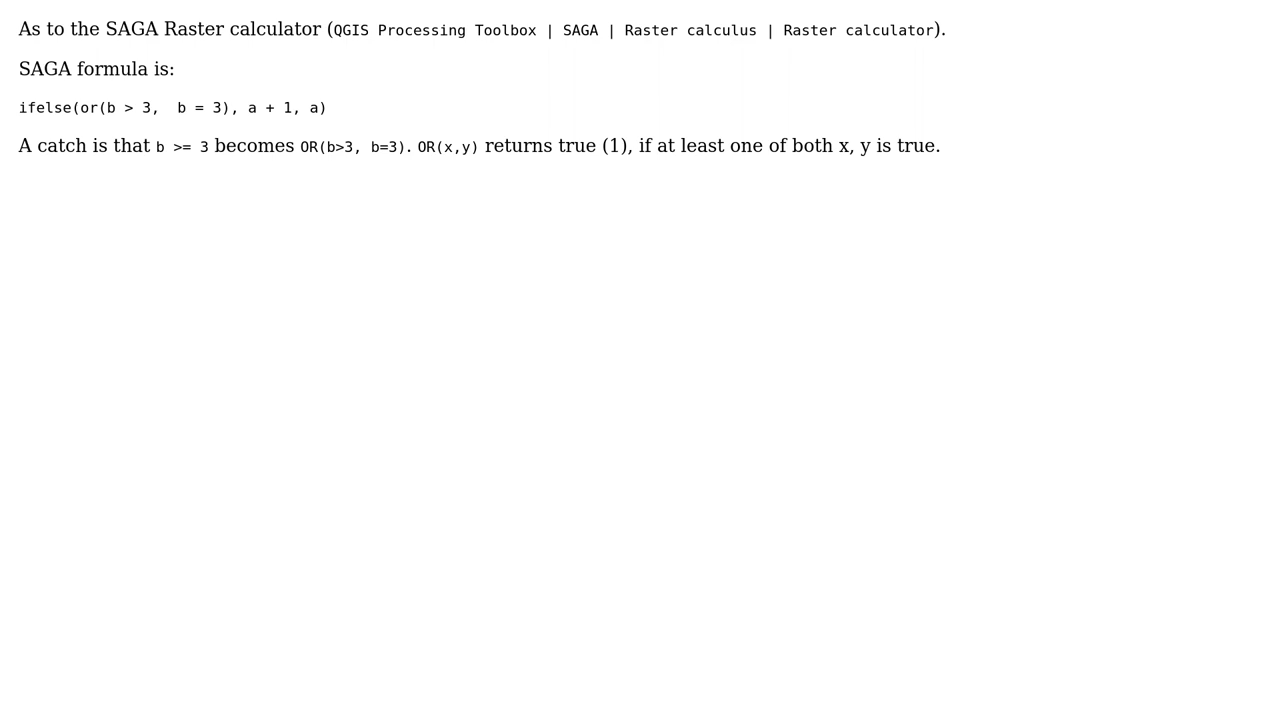 As to the SAGA Raster calculator (QGIS Processing Toolbox | SAGA | Raster calculus | Raster calculator).
SAGA formula is:
ifelse(or(b > 3,  b = 3), a + 1, a)
A catch is that b >= 3 becomes OR(b>3, b=3). OR(x,y) returns true (1), if at least one of both x, y is true.